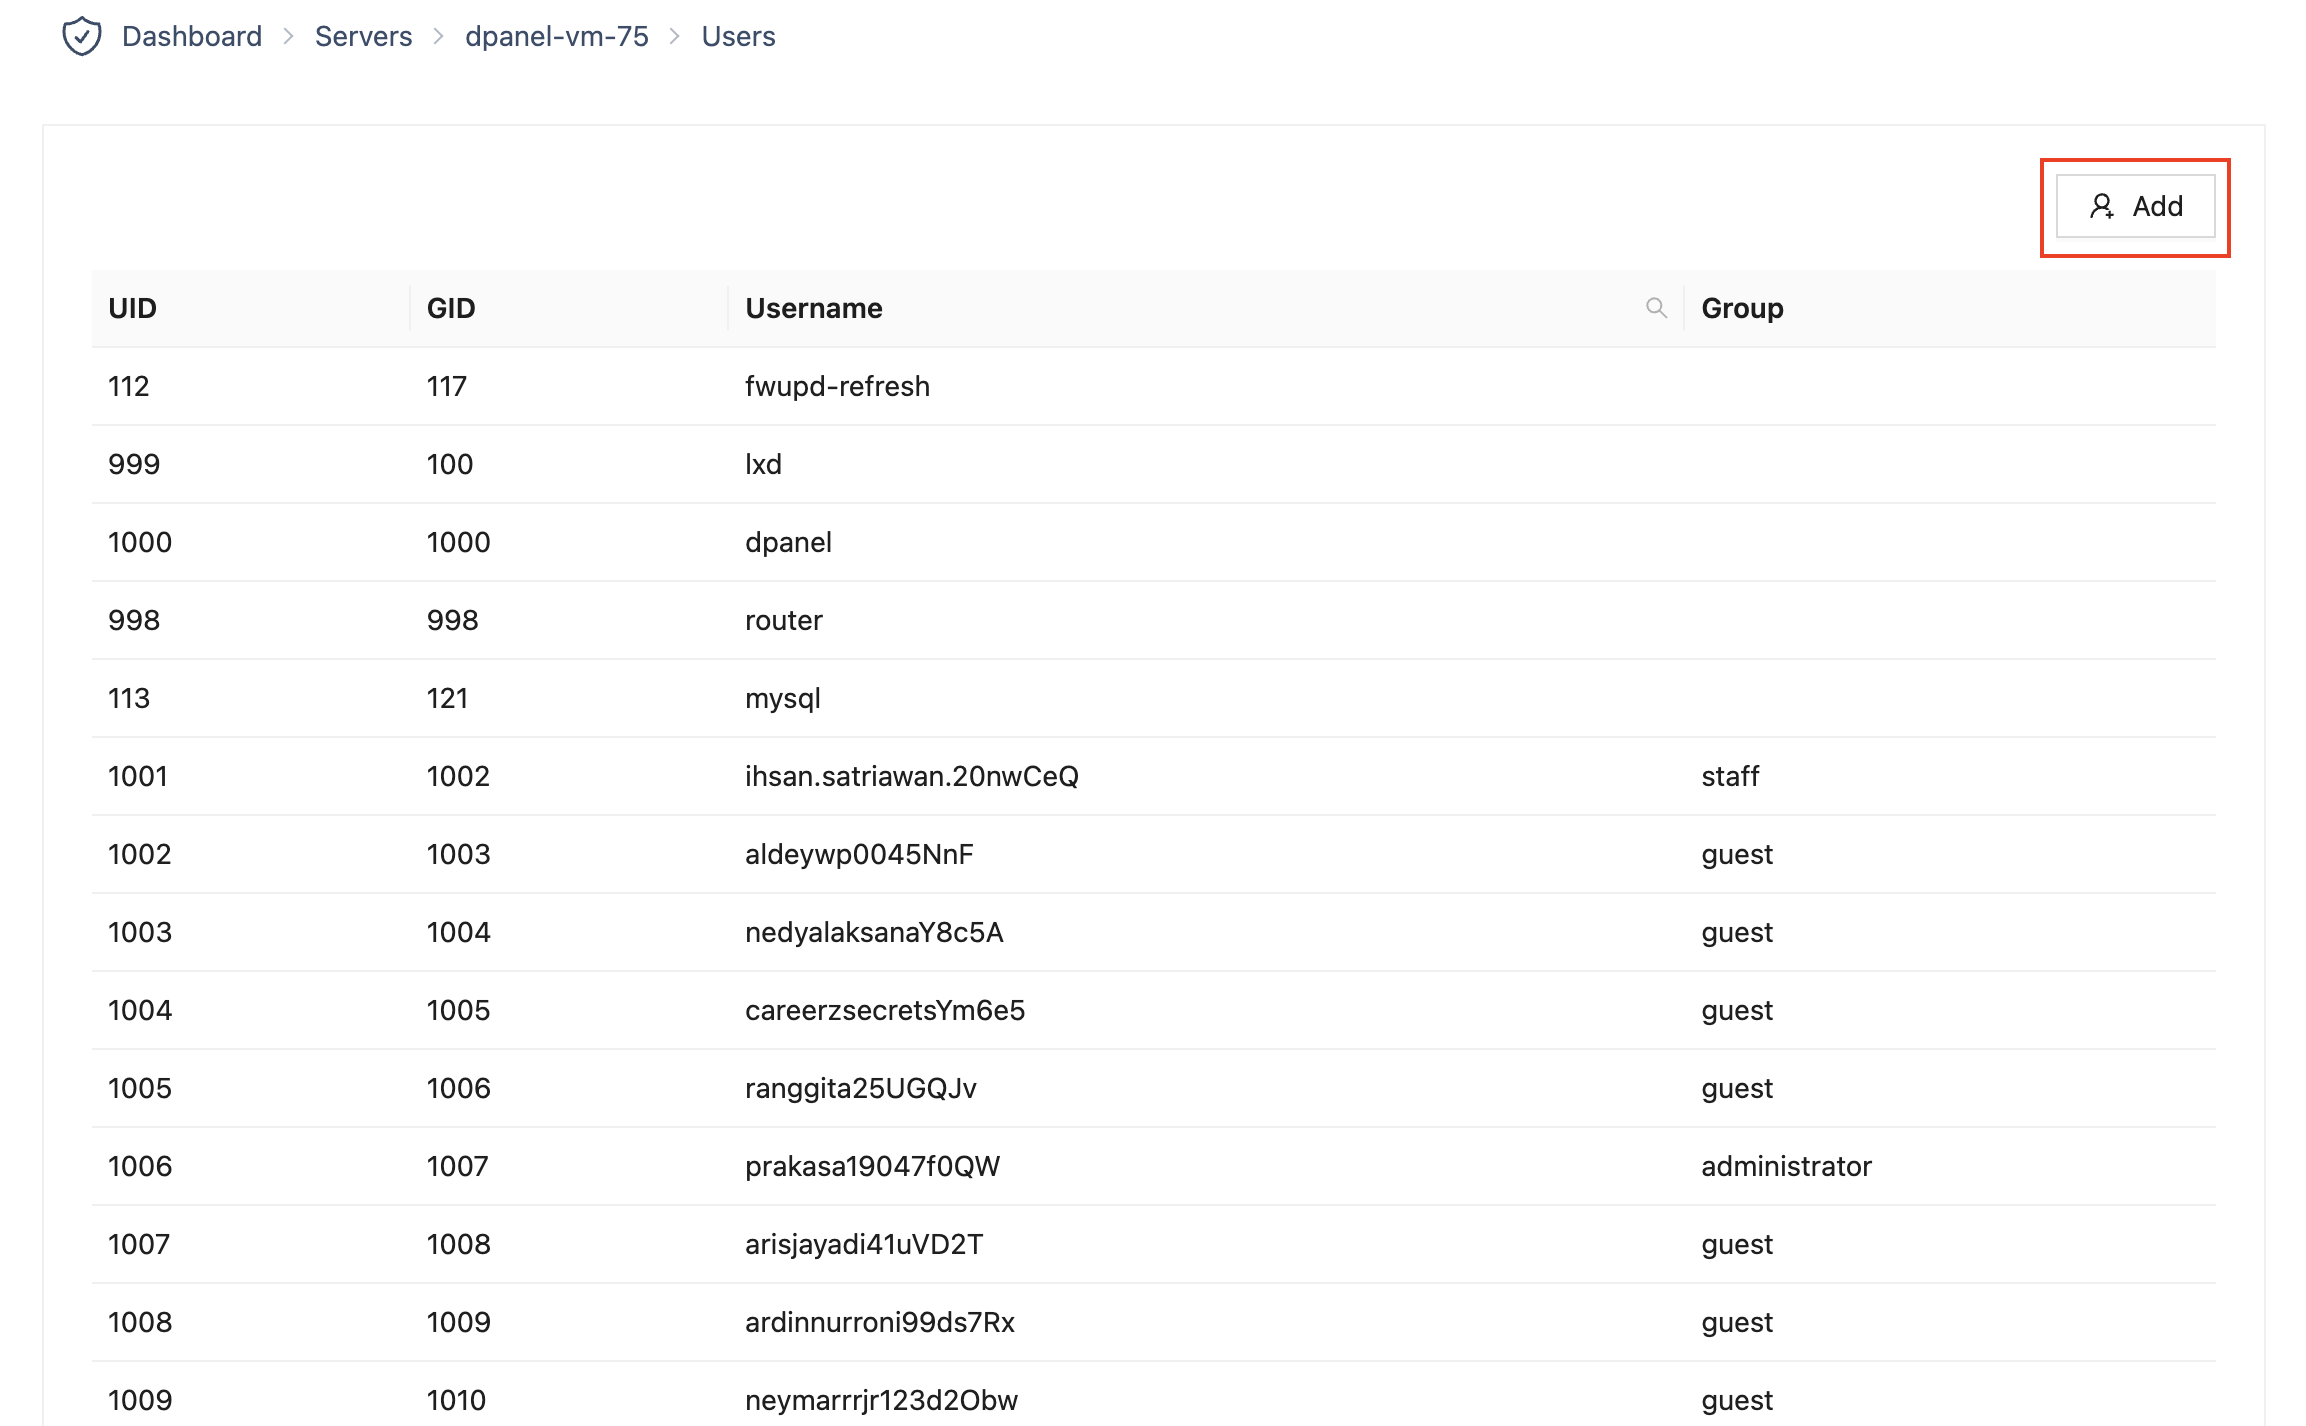 Dashboard > Servers > dpanel-vm-75 > Users
Add
UID GID Username Group
112 117 fwupd-refresh
999 100 lxd
1000 1000 dpanel
998 998 router
113 121 mysql
1001 1002 ihsan.satriawan.20nwCeQ staff
1002 1003 aldeywp0045NnF guest
1003 1004 nedyalaksanaY8c5A guest
1004 1005 careerzsecretsYm6e5 guest
1005 1006 ranggita25UGQJv guest
1006 1007 prakasa19047f0QW administrator
1007 1008 arisjayadi41uVD2T guest
1008 1009 ardinnurroni99ds7Rx guest
1009 1010 neymarrrjr123d2Obw guest